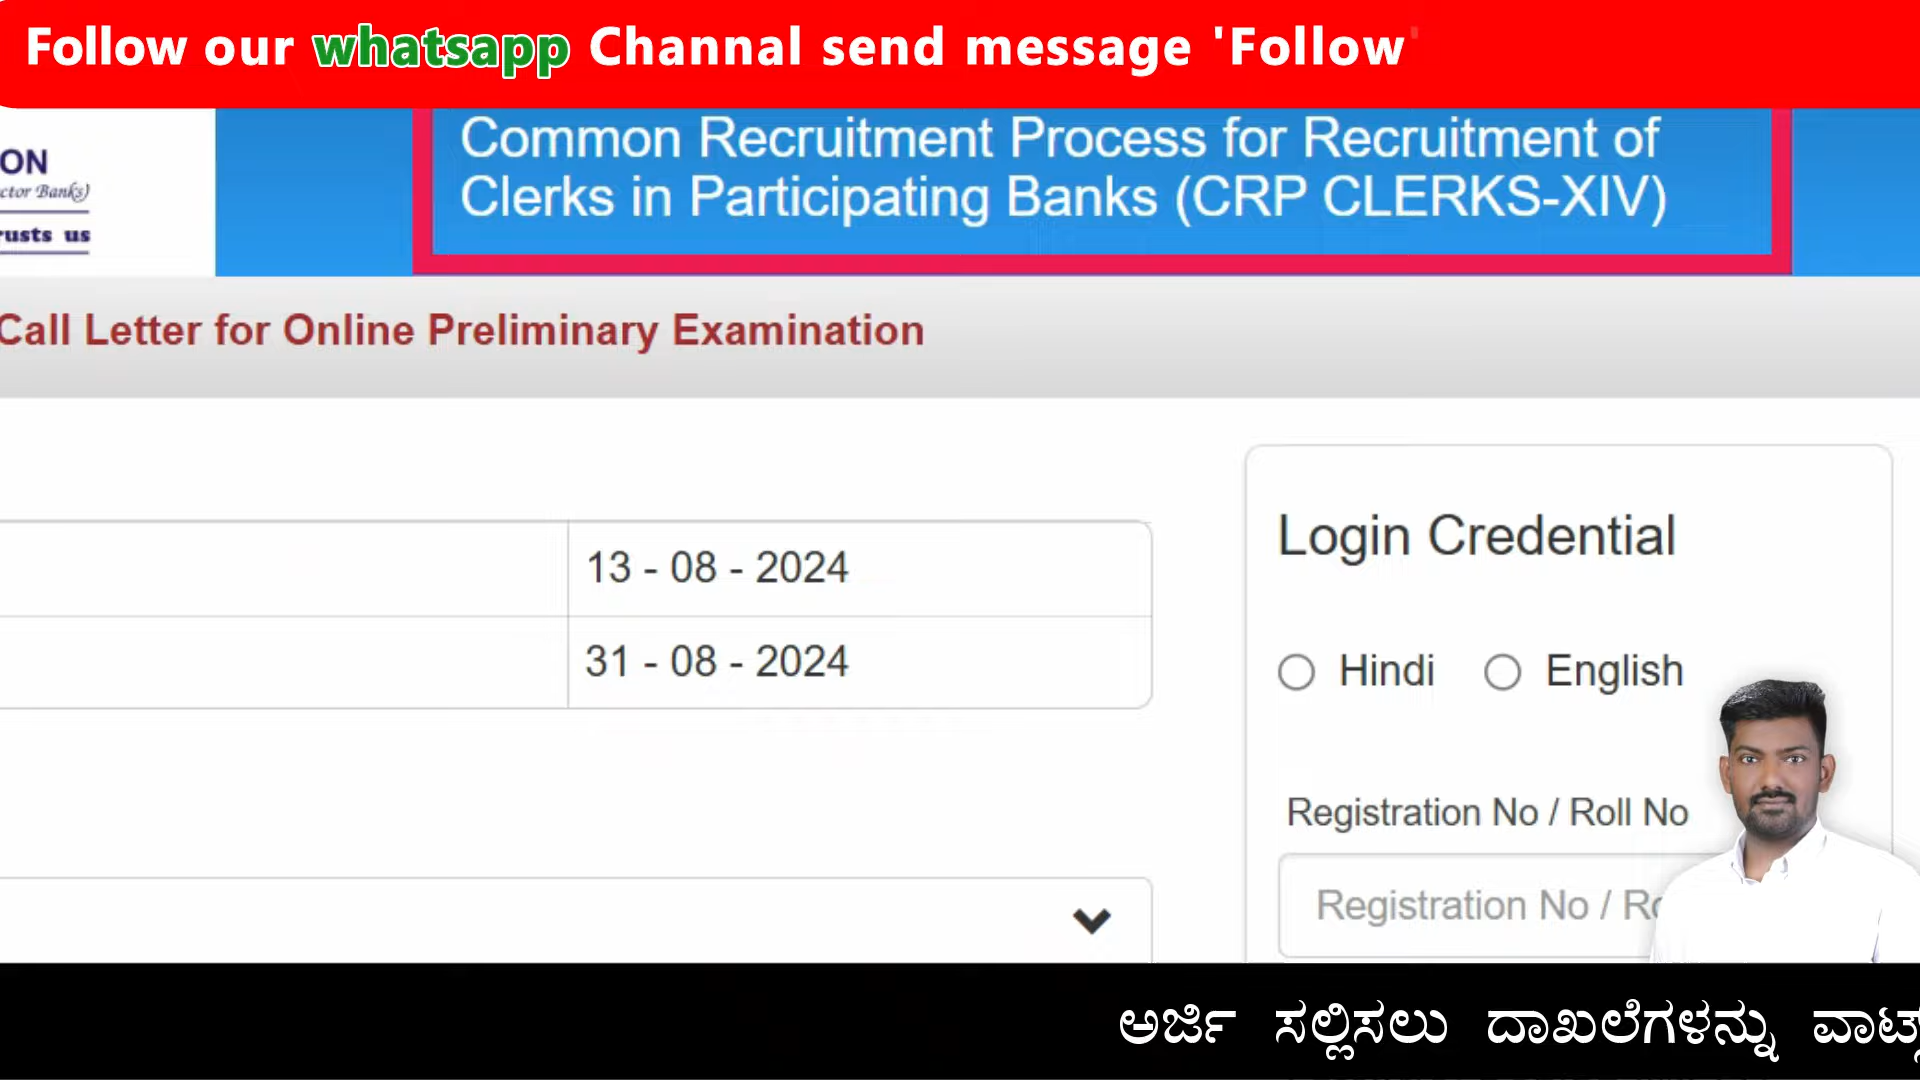 Follow our whatsapp Channal send message 'Follow'
ON
ctor Banks)
rusts us
Common Recruitment Process for Recruitment of
Clerks in Participating Banks (CRP CLERKS-XIV)
Call Letter for Online Preliminary Examination
13 - 08 - 2024
31 - 08 - 2024
Login Credential
Hindi English
Registration No / Roll No
Registration No / Ro
ಅರ್ಜಿ ಸಲ್ಲಿಸಲು ದಾಖಲೆಗಳನ್ನು ವಾಟ್ಸ